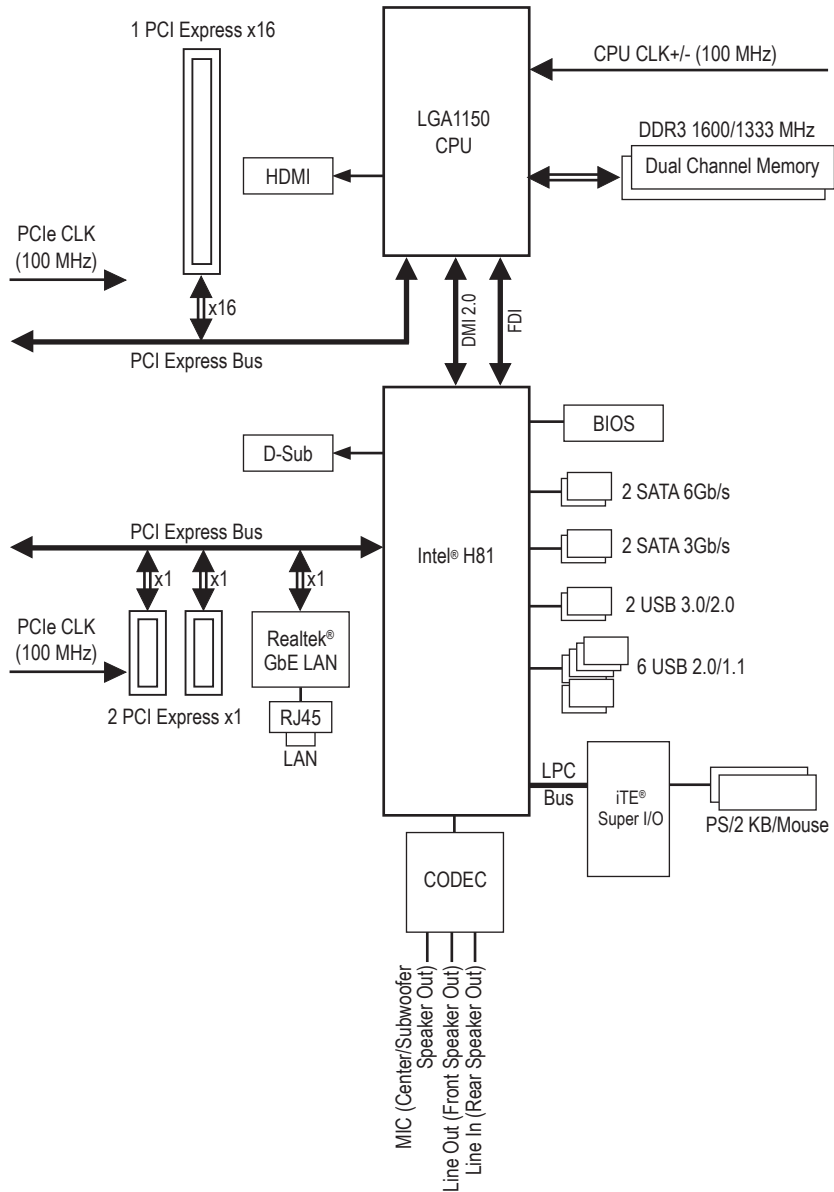 1 PCI Express x16
CPU CLK+/- (100 MHz)
LGA1150
CPU
DDR3 1600/1333 MHz
Dual Channel Memory
HDMI
PCIe CLK
(100 MHz)
x16
DMI 2.0
FDI
PCI Express Bus
BIOS
D-Sub
2 SATA 6Gb/s
PCI Express Bus
Intel® H81
2 SATA 3Gb/s
x1
x1
x1
2 USB 3.0/2.0
PCIe CLK
(100 MHz)
Realtek®
GbE LAN
6 USB 2.0/1.1
2 PCI Express x1
RJ45
LAN
LPC
Bus
iTE®
Super I/O
PS/2 KB/Mouse
CODEC
MIC (Center/Subwoofer
Speaker Out)
Line Out (Front Speaker Out)
Line In (Rear Speaker Out)